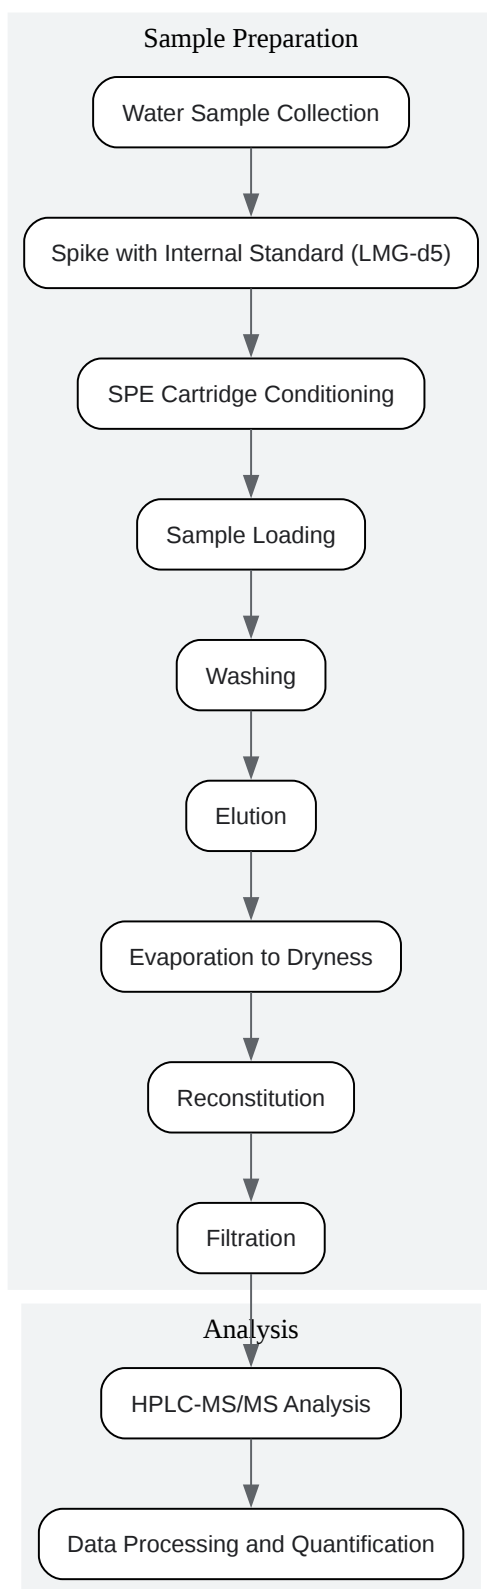 Sample Preparation
Water Sample Collection
Spike with Internal Standard (LMG-d5)
SPE Cartridge Conditioning
Sample Loading
Washing
Elution
Evaporation to Dryness
Reconstitution
Filtration
Analysis
HPLC-MS/MS Analysis
Data Processing and Quantification